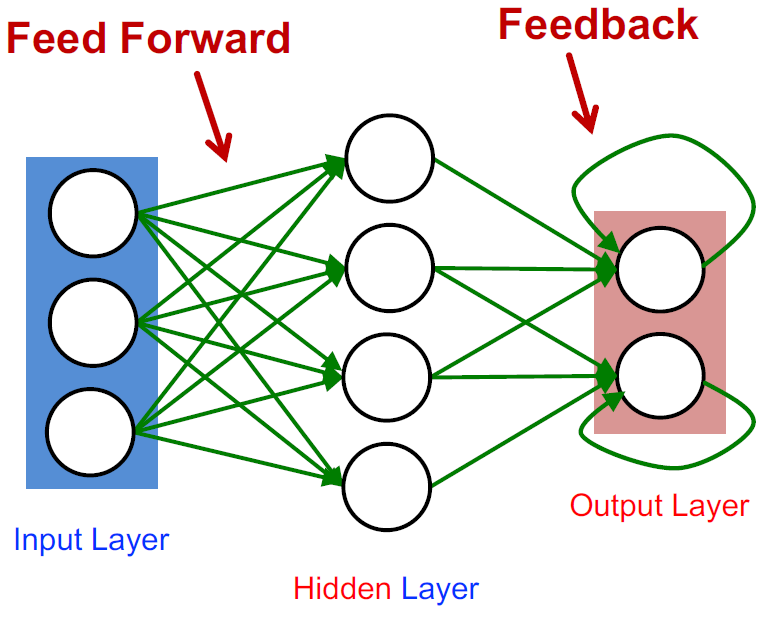 Feed Forward
Feedback
Input Layer
Output Layer
Hidden Layer